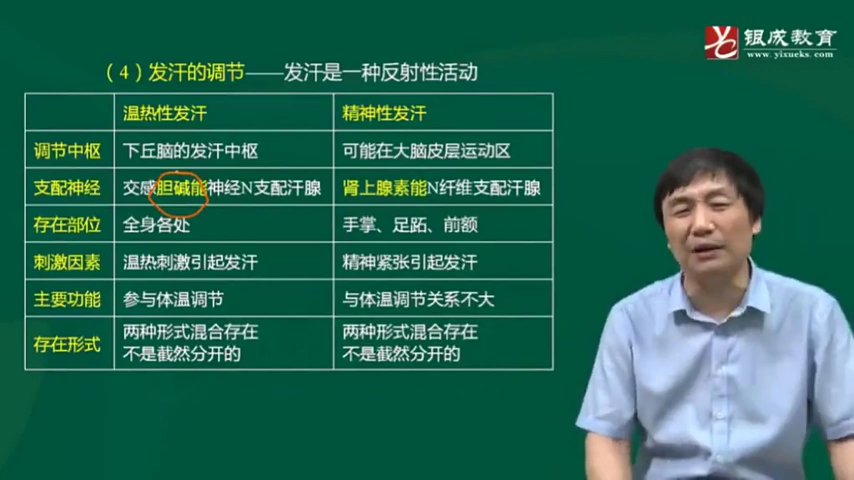 银成教育
www.yixueks.com
（4）发汗的调节——发汗是一种反射性活动
温热性发汗 精神性发汗
调节中枢 下丘脑的发汗中枢 可能在大脑皮层运动区
支配神经 交感胆碱能神经N支配汗腺 肾上腺素能N纤维支配汗腺
存在部位 全身各处 手掌、足跖、前额
刺激因素 温热刺激引起发汗 精神紧张引起发汗
主要功能 参与体温调节 与体温调节关系不大
存在形式 两种形式混合存在 两种形式混合存在
不是截然分开的 不是截然分开的